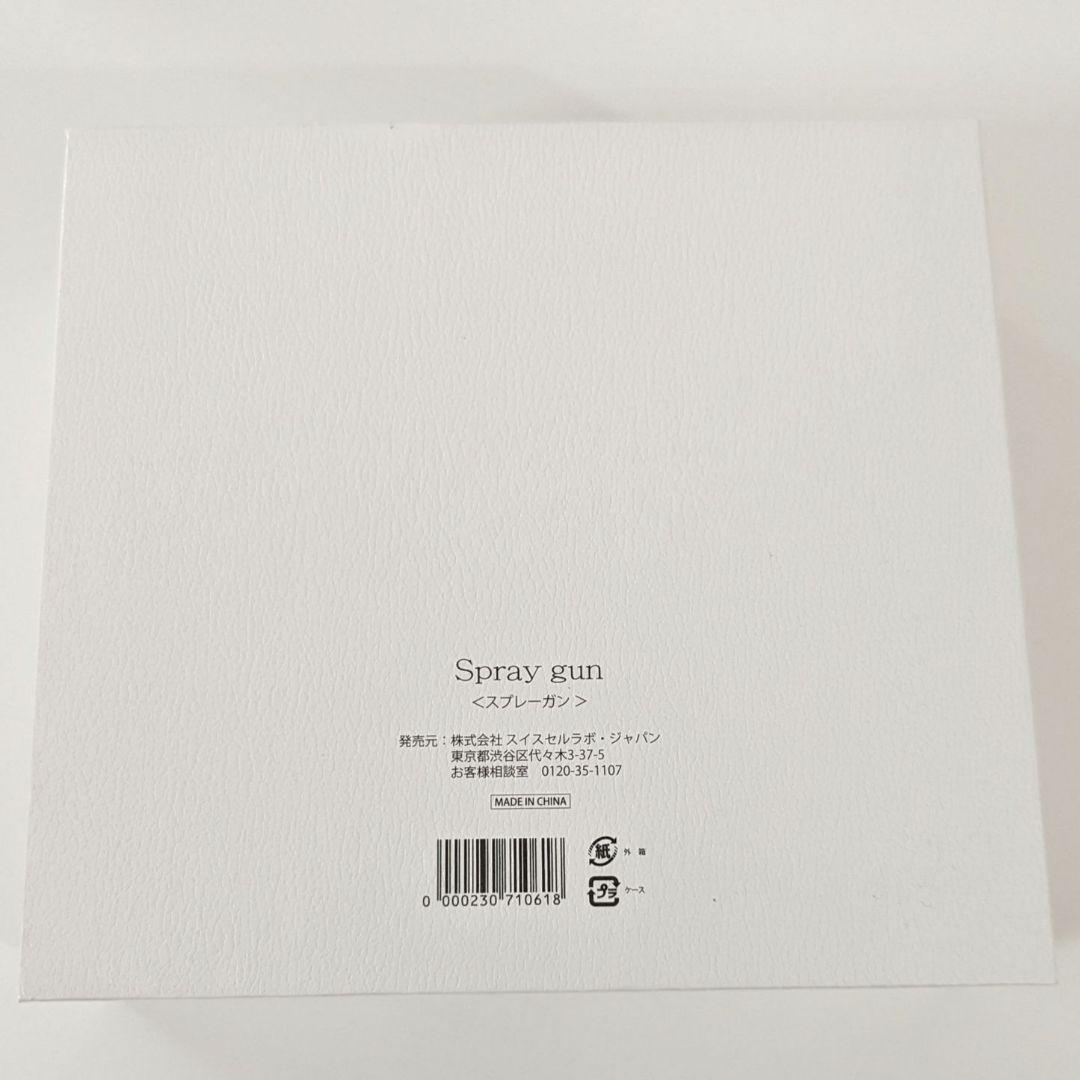 Spray gun
＜スプレーガン＞
発売元：株式会社 スイスセルラボ・ジャパン
東京都渋谷区代々木3-37-5
お客様相談室　0120-35-1107
MADE IN CHINA
紙 外 箱
プラ ケース
0 000230 710618